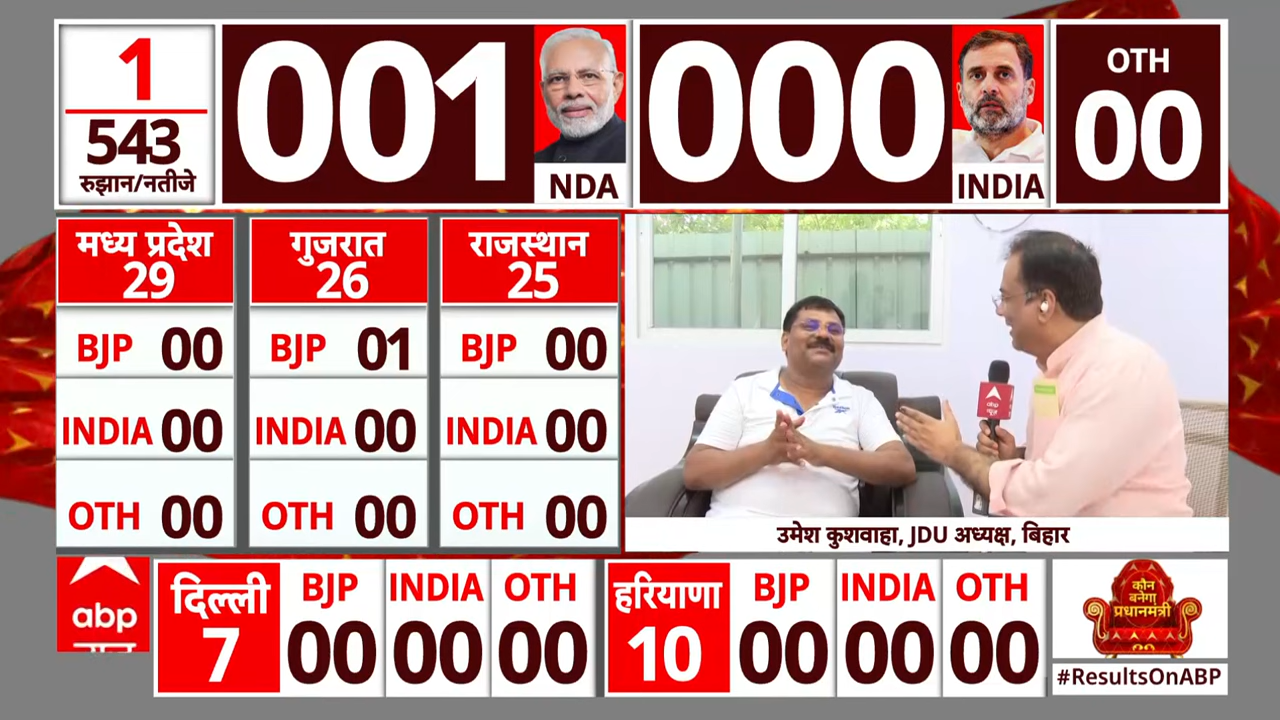 1
543
रुझान/नतीजे
001
NDA
000
INDIA
OTH
00
मध्य प्रदेश
29
BJP 00
INDIA 00
OTH 00
गुजरात
26
BJP 01
INDIA 00
OTH 00
राजस्थान
25
BJP 00
INDIA 00
OTH 00
abp
न्यूज़
उमेश कुशवाहा, JDU अध्यक्ष, बिहार
abp
दिल्ली
7
BJP
00
INDIA
00
OTH
00
हरियाणा
10
BJP
00
INDIA
00
OTH
00
कौन
बनेगा
प्रधानमंत्री
#ResultsOnABP